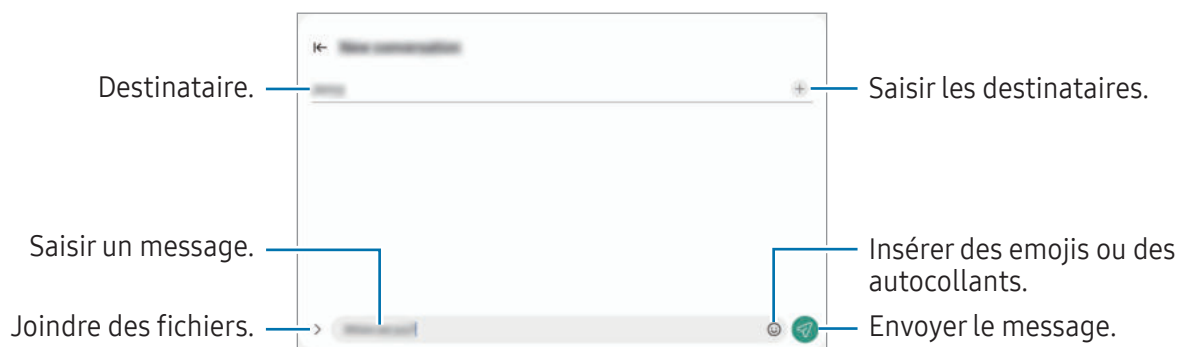 Destinataire.
Saisir les destinataires.
Saisir un message.
Insérer des emojis ou des
autocollants.
Joindre des fichiers.
Envoyer le message.